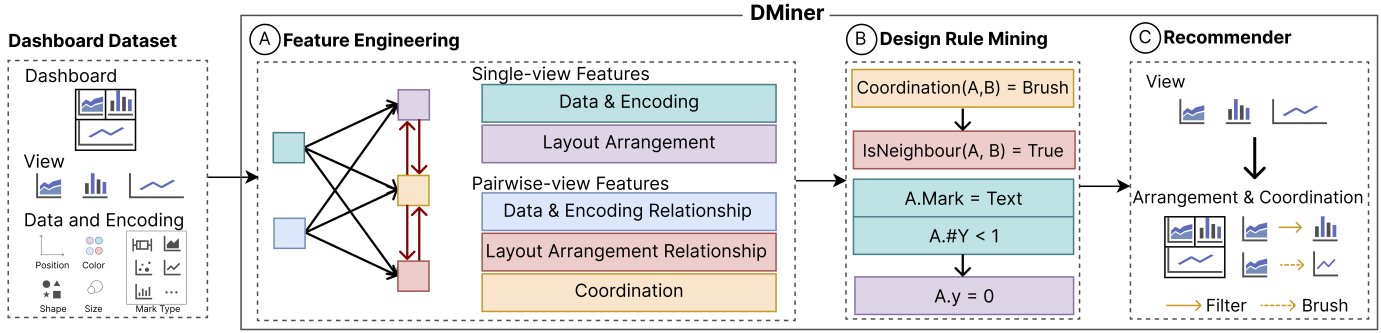 DMiner
Dashboard Dataset
Dashboard
View
Data and Encoding
Position
Color
Shape
Size
Mark Type
A
Feature Engineering
Single-view Features
Data & Encoding
Layout Arrangement
Pairwise-view Features
Data & Encoding Relationship
Layout Arrangement Relationship
Coordination
B
Design Rule Mining
Coordination(A,B) = Brush
IsNeighbour(A, B) = True
A.Mark = Text
A.#Y < 1
A.y = 0
C
Recommender
View
Arrangement & Coordination
Filter
Brush